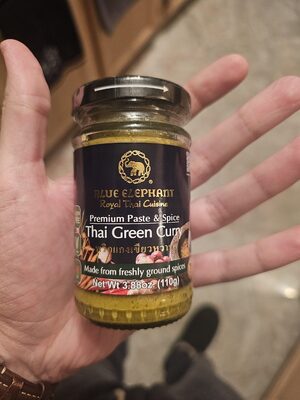 BLUE ELEPHANT
Royal Thai Cuisine
Premium Paste & Spice
Thai Green Curry
Made from freshly ground spices
Net Wt 3.88oz. (110g)